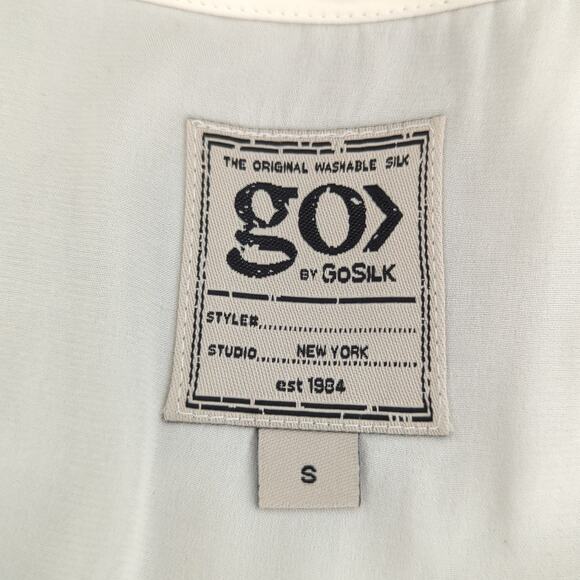 THE ORIGINAL WASHABLE SILK
go>
BY GOSILK
STYLE#
STUDIO NEW YORK
est 1984
S